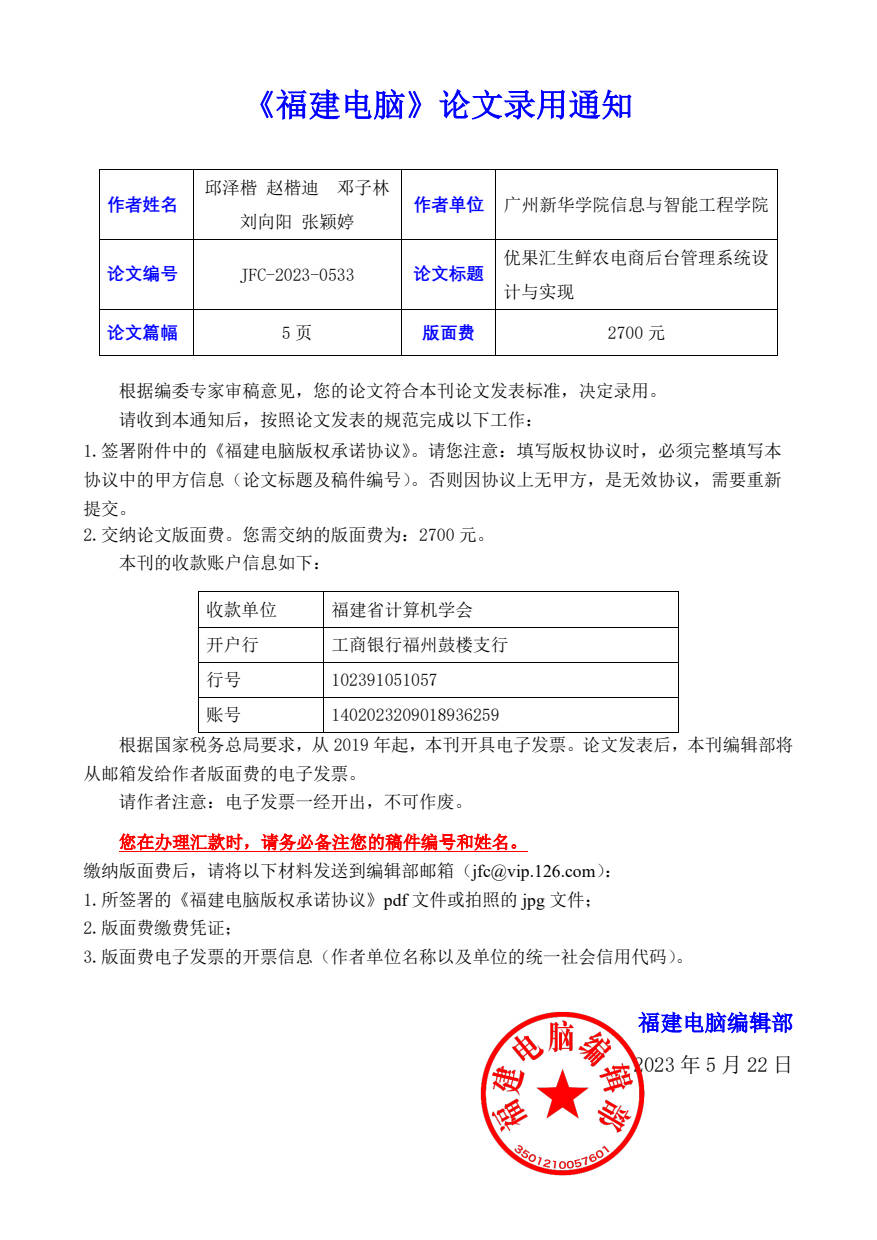 《福建电脑》论文录用通知
作者姓名
邱泽楷 赵楷迪 邓子林
刘向阳 张颖婷
作者单位
广州新华学院信息与智能工程学院
论文编号
JFC-2023-0533
论文标题
优果汇生鲜农电商后台管理系统设
计与实现
论文篇幅
5 页
版面费
2700 元
根据编委专家审稿意见，您的论文符合本刊论文发表标准，决定录用。
请收到本通知后，按照论文发表的规范完成以下工作：
1.签署附件中的《福建电脑版权承诺协议》。请您注意：填写版权协议时，必须完整填写本
协议中的甲方信息（论文标题及稿件编号）。否则因协议上无甲方，是无效协议，需要重新
提交。
2.交纳论文版面费。您需交纳的版面费为：2700 元。
本刊的收款账户信息如下：
收款单位 福建省计算机学会
开户行 工商银行福州鼓楼支行
行号 102391051057
账号 1402023209018936259
根据国家税务总局要求，从 2019 年起，本刊开具电子发票。论文发表后，本刊编辑部将
从邮箱发给作者版面费的电子发票。
请作者注意：电子发票一经开出，不可作废。
您在办理汇款时，请务必备注您的稿件编号和姓名。
缴纳版面费后，请将以下材料发送到编辑部邮箱（jfc@vip.126.com）：
1.所签署的《福建电脑版权承诺协议》pdf 文件或拍照的 jpg 文件；
2.版面费缴费凭证；
3.版面费电子发票的开票信息（作者单位名称以及单位的统一社会信用代码）。
福建电脑编辑部
2023 年 5 月 22 日
福建电脑编辑部
3501210057601